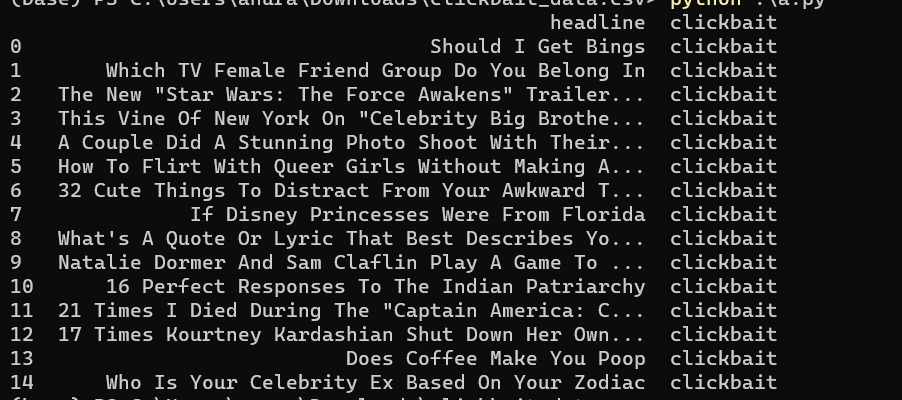 (base) PS C:\Users\anura\Downloads\clickbait_data.csv> python .\a.py
headline clickbait
0 Should I Get Bings clickbait
1 Which TV Female Friend Group Do You Belong In clickbait
2 The New "Star Wars: The Force Awakens" Trailer... clickbait
3 This Vine Of New York On "Celebrity Big Brothe... clickbait
4 A Couple Did A Stunning Photo Shoot With Their... clickbait
5 How To Flirt With Queer Girls Without Making A... clickbait
6 32 Cute Things To Distract From Your Awkward T... clickbait
7 If Disney Princesses Were From Florida clickbait
8 What's A Quote Or Lyric That Best Describes Yo... clickbait
9 Natalie Dormer And Sam Claflin Play A Game To ... clickbait
10 16 Perfect Responses To The Indian Patriarchy clickbait
11 21 Times I Died During The "Captain America: C... clickbait
12 17 Times Kourtney Kardashian Shut Down Her Own... clickbait
13 Does Coffee Make You Poop clickbait
14 Who Is Your Celebrity Ex Based On Your Zodiac clickbait